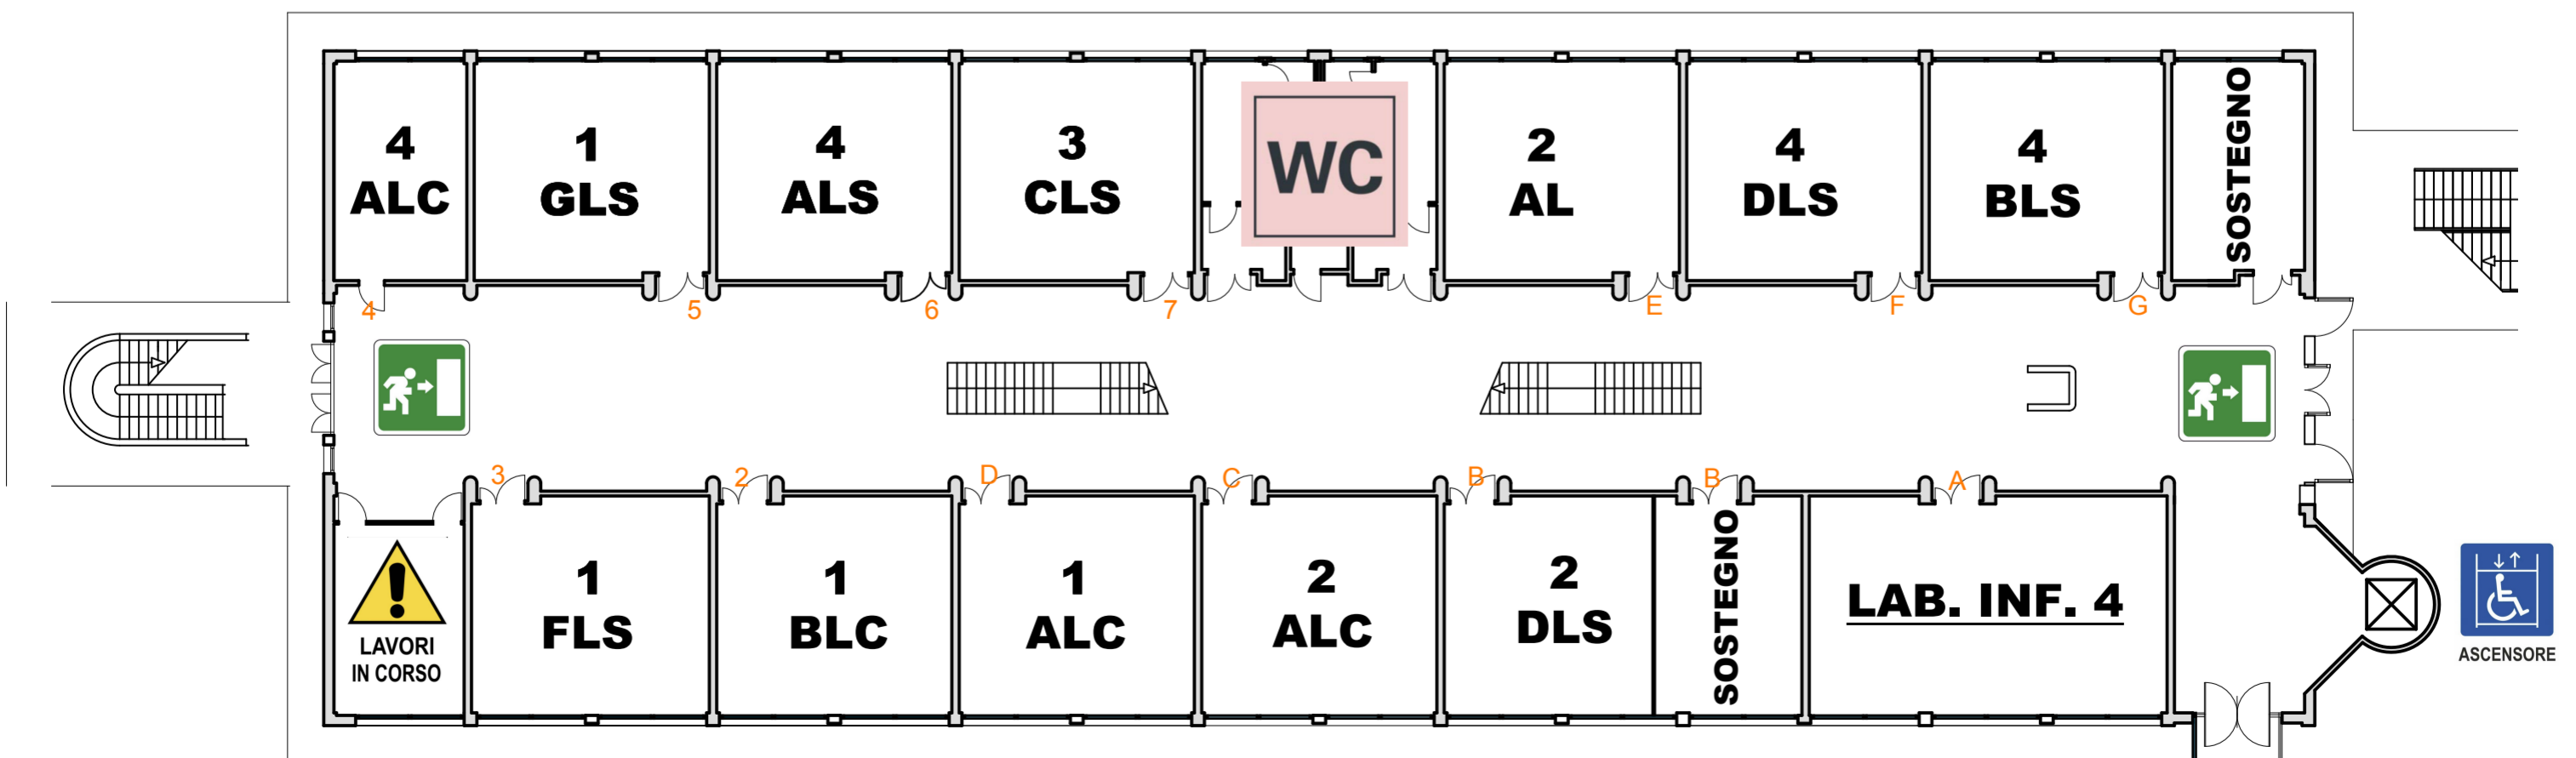 4
ALC
1
GLS
4
ALS
3
CLS
WC
2
AL
4
DLS
4
BLS
SOSTEGNO
4
5
6
7
E
F
G
3
2
D
C
B
B
A
LAVORI
IN CORSO
1
FLS
1
BLC
1
ALC
2
ALC
2
DLS
SOSTEGNO
LAB. INF. 4
ASCENSORE